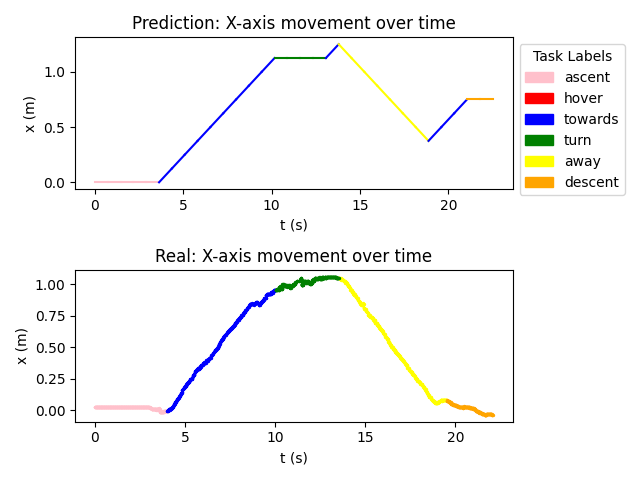 Prediction: X-axis movement over time
x (m)
1.0
0.5
0.0
0
5
10
15
20
t (s)
Task Labels
ascent
hover
towards
turn
away
descent
Real: X-axis movement over time
x (m)
1.00
0.75
0.50
0.25
0.00
0
5
10
15
20
t (s)